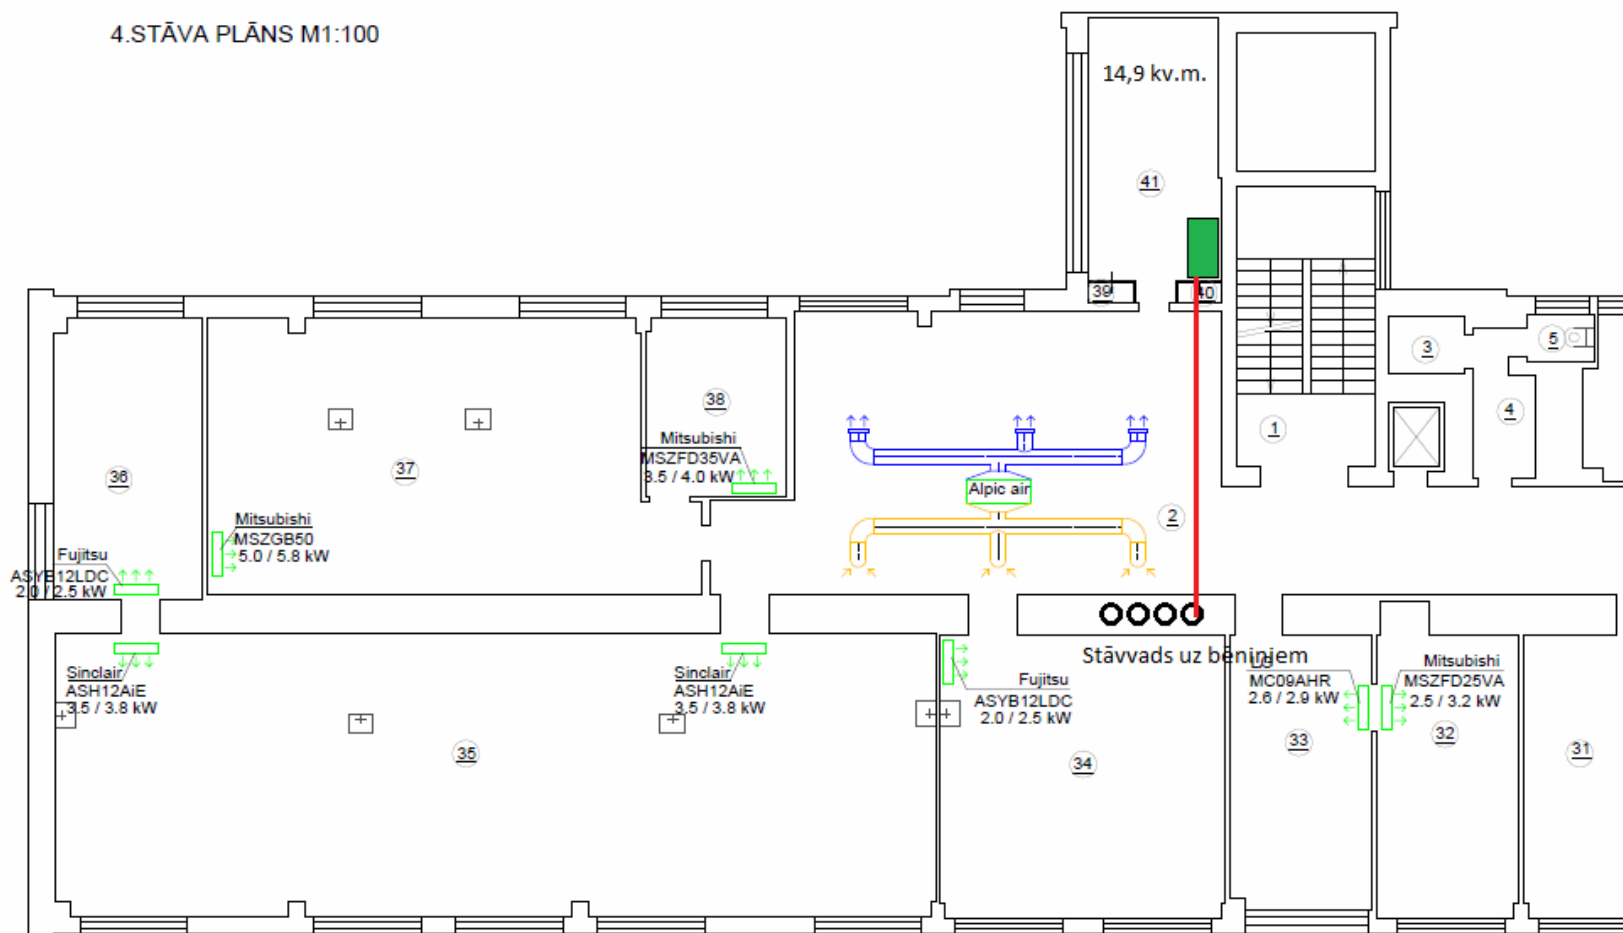 4.STĀVA PLĀNS M1:100
14,9 kv.m.
41
39
40
3
5
4
1
38
Mitsubishi
MSZFD35VA
3.5 / 4.0 kW
37
36
Alpic air
2
Mitsubishi
MSZGB50
5.0 / 5.8 kW
Fujitsu
ASYB12LDC
2.0 / 2.5 kW
Stāvvads uz bēniņiem
Sinclair
ASH12AiE
3.5 / 3.8 kW
Sinclair
ASH12AiE
3.5 / 3.8 kW
Fujitsu
ASYB12LDC
2.0 / 2.5 kW
LG
MC09AHR
2.6 / 2.9 kW
Mitsubishi
MSZFD25VA
2.5 / 3.2 kW
35
34
33
32
31